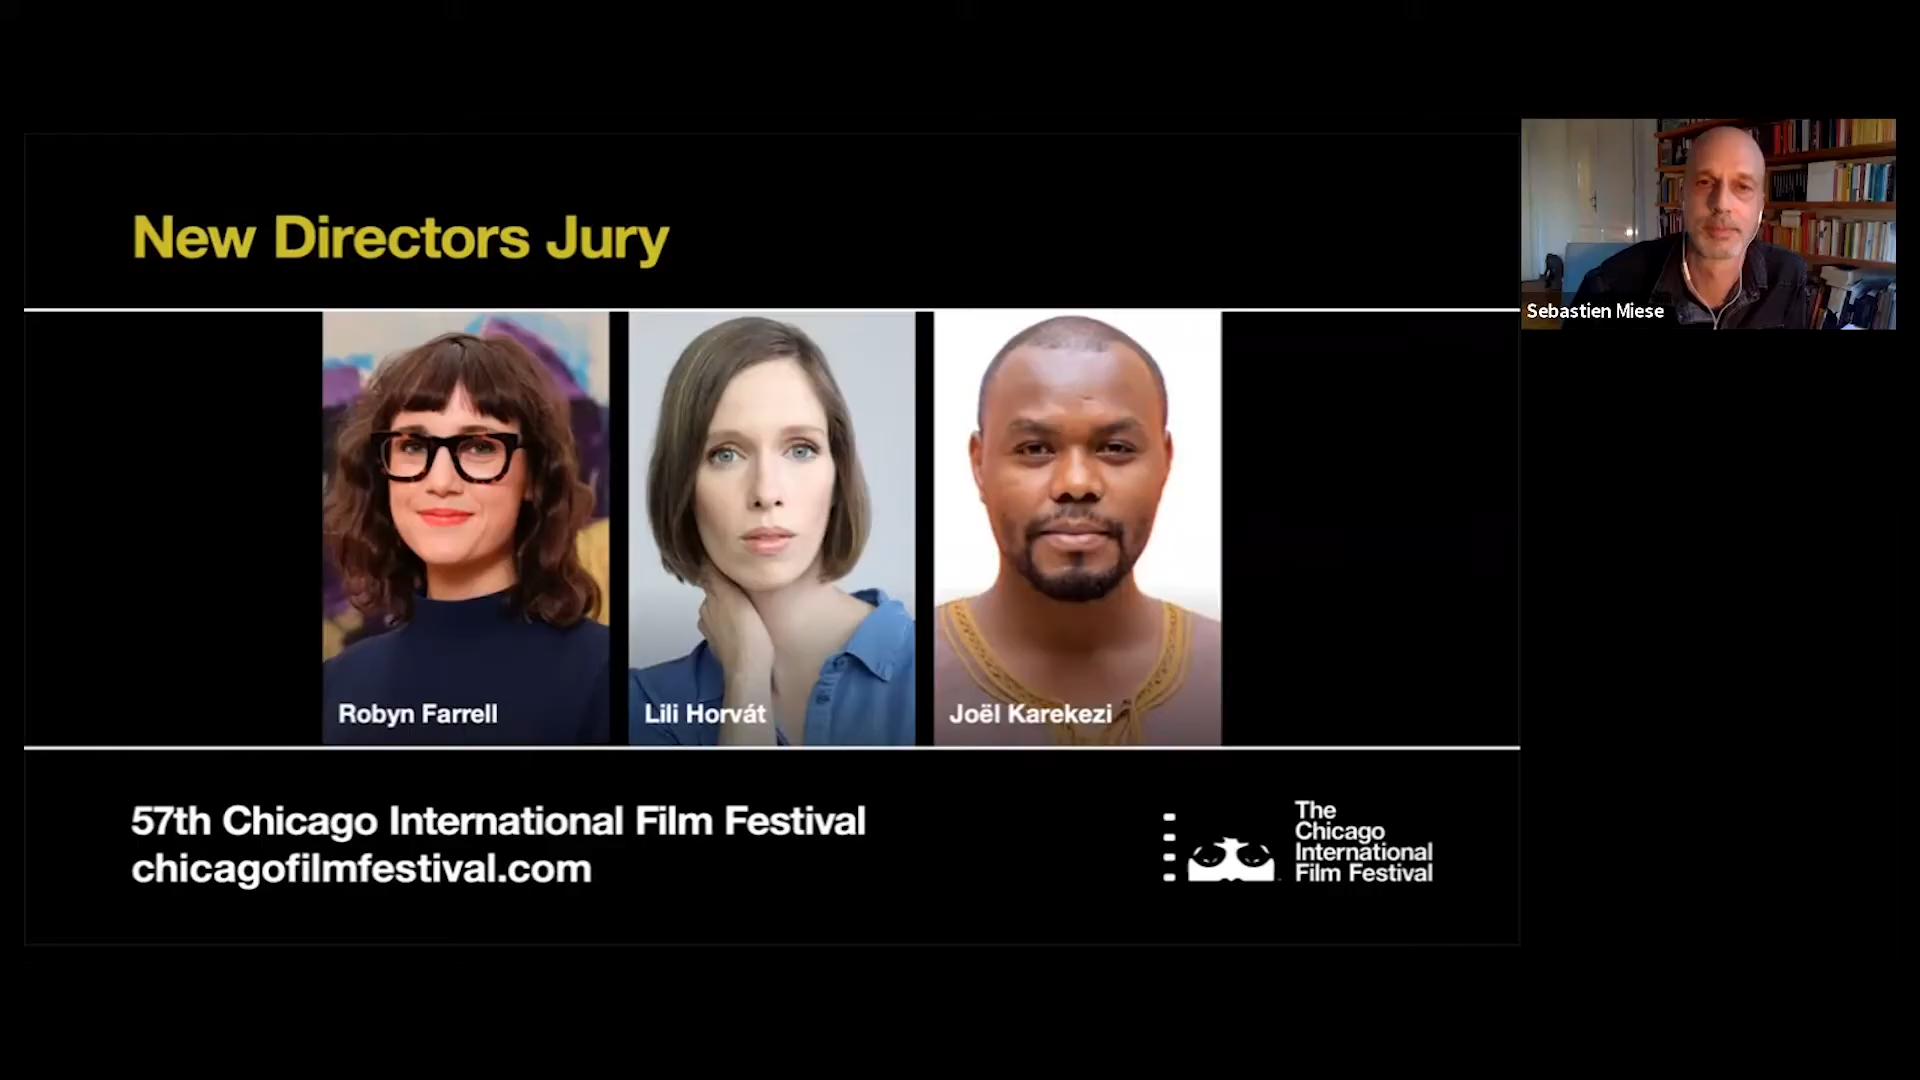 New Directors Jury
Sebastien Miese
Robyn Farrell
Lili Horvát
Joël Karekezi
57th Chicago International Film Festival
chicagofilmfestival.com
The
Chicago
International
Film Festival